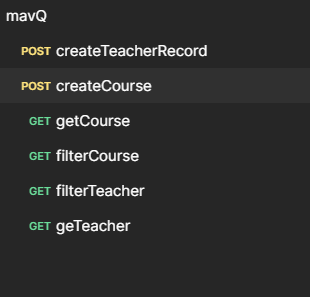 mavQ
POST createTeacherRecord
POST createCourse
GET getCourse
GET filterCourse
GET filterTeacher
GET geTeacher